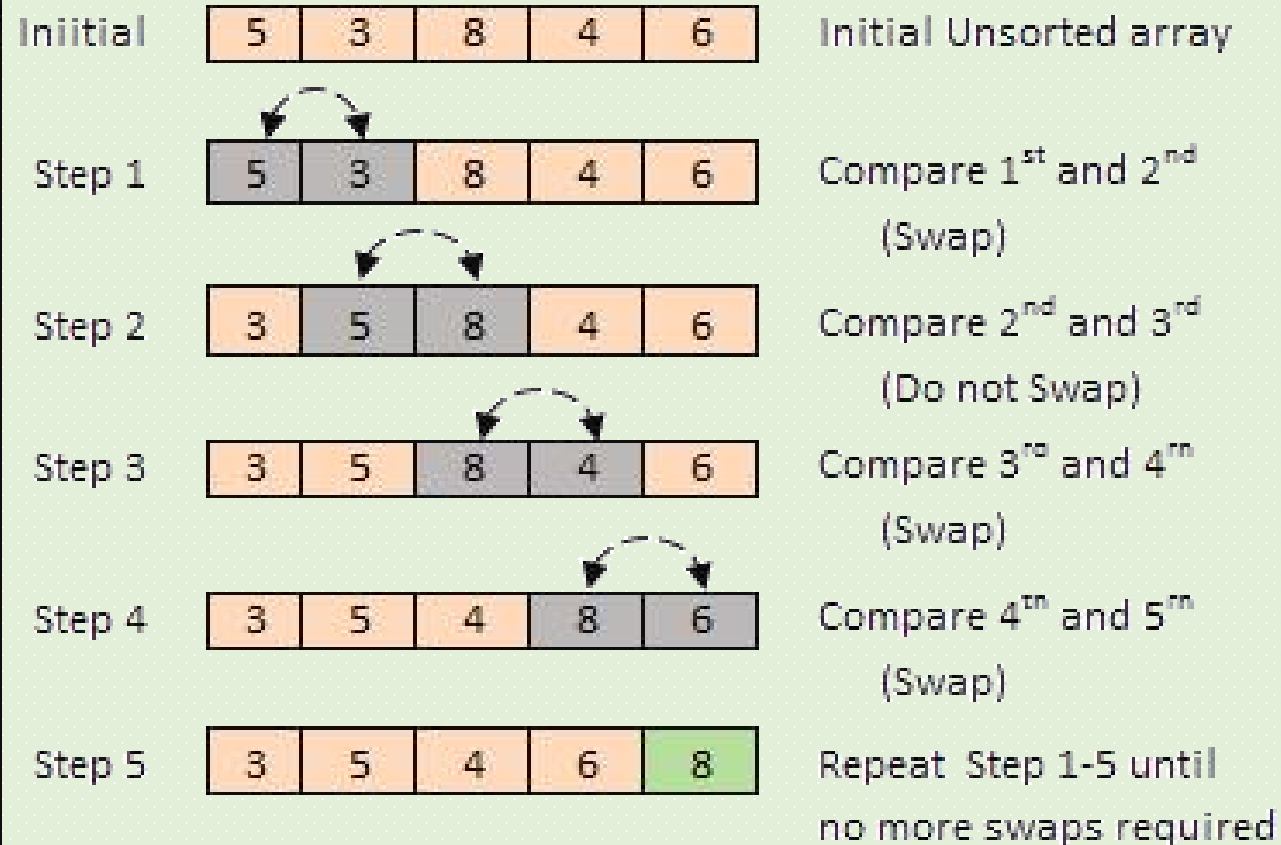 Iniitial 5 3 8 4 6 Initial Unsorted array
Step 1 5 3 8 4 6 Compare 1st and 2nd
(Swap)
Step 2 3 5 8 4 6 Compare 2nd and 3rd
(Do not Swap)
Step 3 3 5 8 4 6 Compare 3rd and 4th
(Swap)
Step 4 3 5 4 8 6 Compare 4th and 5th
(Swap)
Step 5 3 5 4 6 8 Repeat Step 1-5 until
no more swaps required